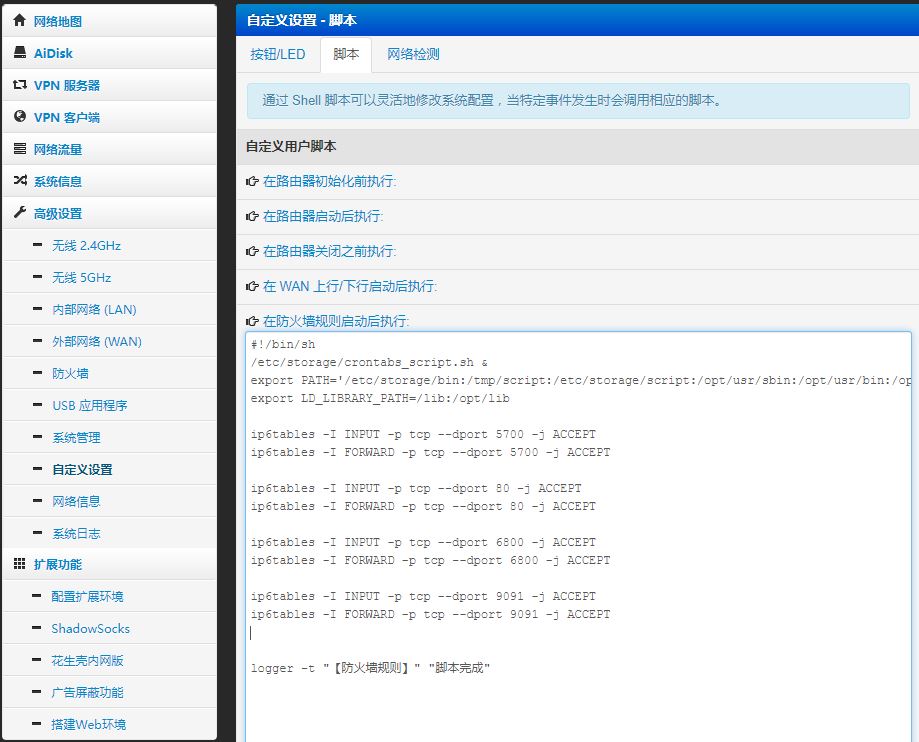 网络地图
AiDisk
VPN 服务器
VPN 客户端
网络流量
系统信息
高级设置
无线 2.4GHz
无线 5GHz
内部网络 (LAN)
外部网络 (WAN)
防火墙
USB 应用程序
系统管理
自定义设置
网络信息
系统日志
扩展功能
配置扩展环境
ShadowSocks
花生壳内网版
广告屏蔽功能
搭建Web环境
自定义设置 - 脚本
按钮/LED
脚本
网络检测
通过 Shell 脚本可以灵活地修改系统配置，当特定事件发生时会调用相应的脚本。
自定义用户脚本
在路由器初始化前执行:
在路由器启动后执行:
在路由器关闭之前执行:
在 WAN 上行/下行启动后执行:
在防火墙规则启动后执行:
#!/bin/sh
/etc/storage/crontabs_script.sh &
export PATH='/etc/storage/bin:/tmp/script:/etc/storage/script:/opt/usr/sbin:/opt/usr/bin:/op
export LD_LIBRARY_PATH=/lib:/opt/lib
ip6tables -I INPUT -p tcp --dport 5700 -j ACCEPT
ip6tables -I FORWARD -p tcp --dport 5700 -j ACCEPT
ip6tables -I INPUT -p tcp --dport 80 -j ACCEPT
ip6tables -I FORWARD -p tcp --dport 80 -j ACCEPT
ip6tables -I INPUT -p tcp --dport 6800 -j ACCEPT
ip6tables -I FORWARD -p tcp --dport 6800 -j ACCEPT
ip6tables -I INPUT -p tcp --dport 9091 -j ACCEPT
ip6tables -I FORWARD -p tcp --dport 9091 -j ACCEPT
logger -t "【防火墙规则】" "脚本完成"